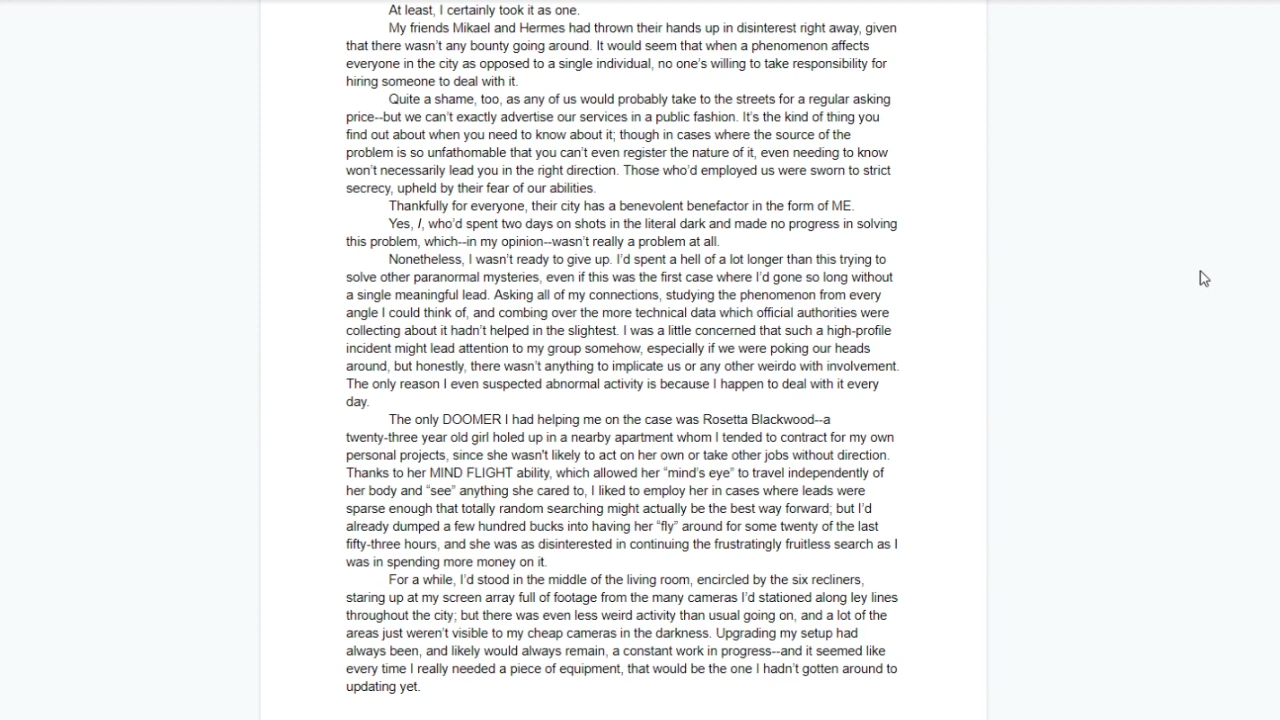 At least, I certainly took it as one.
My friends Mikael and Hermes had thrown their hands up in disinterest right away, given
that there wasn't any bounty going around. It would seem that when a phenomenon affects
everyone in the city as opposed to a single individual, no one's willing to take responsibility for
hiring someone to deal with it.
Quite a shame, too, as any of us would probably take to the streets for a regular asking
price--but we can't exactly advertise our services in a public fashion. It's the kind of thing you
find out about when you need to know about it; though in cases where the source of the
problem is so unfathomable that you can't even register the nature of it, even needing to know
won't necessarily lead you in the right direction. Those who'd employed us were sworn to strict
secrecy, upheld by their fear of our abilities.
Thankfully for everyone, their city has a benevolent benefactor in the form of ME.
Yes, I, who'd spent two days on shots in the literal dark and made no progress in solving
this problem, which--in my opinion--wasn't really a problem at all.
Nonetheless, I wasn't ready to give up. I'd spent a hell of a lot longer than this trying to
solve other paranormal mysteries, even if this was the first case where I'd gone so long without
a single meaningful lead. Asking all of my connections, studying the phenomenon from every
angle I could think of, and combing over the more technical data which official authorities were
collecting about it hadn't helped in the slightest. I was a little concerned that such a high-profile
incident might lead attention to my group somehow, especially if we were poking our heads
around, but honestly, there wasn't anything to implicate us or any other weirdo with involvement.
The only reason I even suspected abnormal activity is because I happen to deal with it every
day.
The only DOOMER I had helping me on the case was Rosetta Blackwood--a
twenty-three year old girl holed up in a nearby apartment whom I tended to contract for my own
personal projects, since she wasn't likely to act on her own or take other jobs without direction.
Thanks to her MIND FLIGHT ability, which allowed her "mind's eye" to travel independently of
her body and "see" anything she cared to, I liked to employ her in cases where leads were
sparse enough that totally random searching might actually be the best way forward; but I'd
already dumped a few hundred bucks into having her "fly" around for some twenty of the last
fifty-three hours, and she was as disinterested in continuing the frustratingly fruitless search as I
was in spending more money on it.
For a while, I'd stood in the middle of the living room, encircled by the six recliners,
staring up at my screen array full of footage from the many cameras I'd stationed along ley lines
throughout the city; but there was even less weird activity than usual going on, and a lot of the
areas just weren't visible to my cheap cameras in the darkness. Upgrading my setup had
always been, and likely would always remain, a constant work in progress--and it seemed like
every time I really needed a piece of equipment, that would be the one I hadn't gotten around to
updating yet.